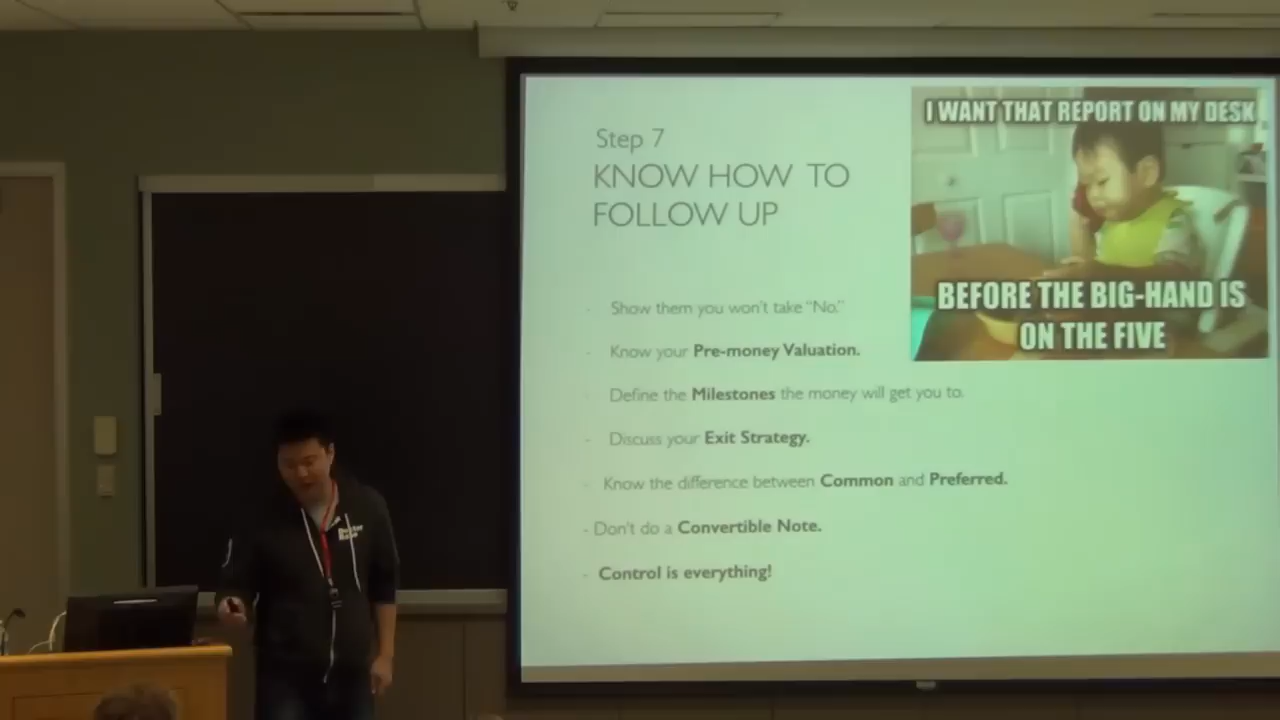 Step 7
KNOW HOW TO
FOLLOW UP
I WANT THAT REPORT ON MY DESK
BEFORE THE BIG-HAND IS
ON THE FIVE
- Show them you won't take "No."
- Know your Pre-money Valuation.
- Define the Milestones the money will get you to.
- Discuss your Exit Strategy.
- Know the difference between Common and Preferred.
- Don't do a Convertible Note.
- Control is everything!